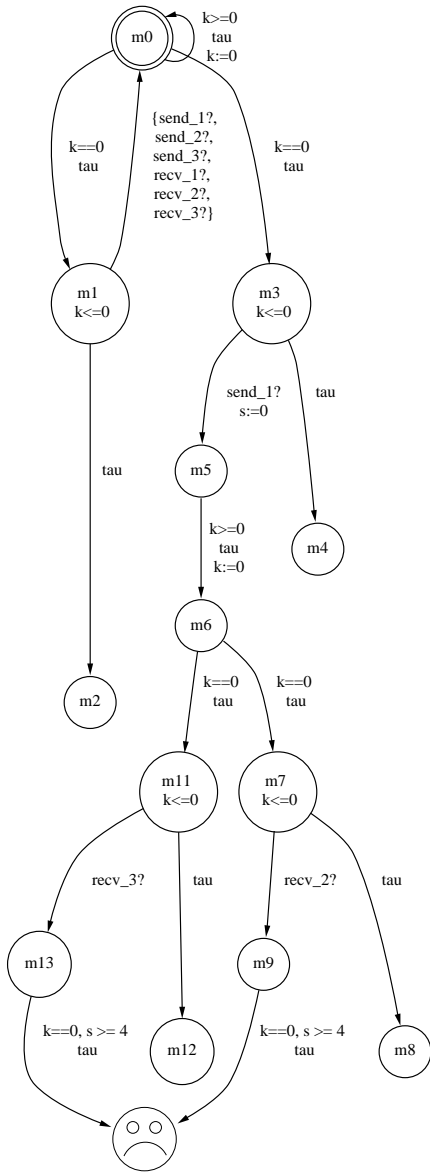 m0
k>=0
tau
k:=0
k==0
tau
{send_1?,
send_2?,
send_3?,
recv_1?,
recv_2?,
recv_3?}
k==0
tau
m1
k<=0
m3
k<=0
send_1?
s:=0
tau
tau
m5
k>=0
tau
k:=0
m4
m6
k==0
tau
k==0
tau
m2
m11
k<=0
m7
k<=0
recv_3?
tau
recv_2?
tau
m13
m9
k==0, s >= 4
tau
m12
k==0, s >= 4
tau
m8